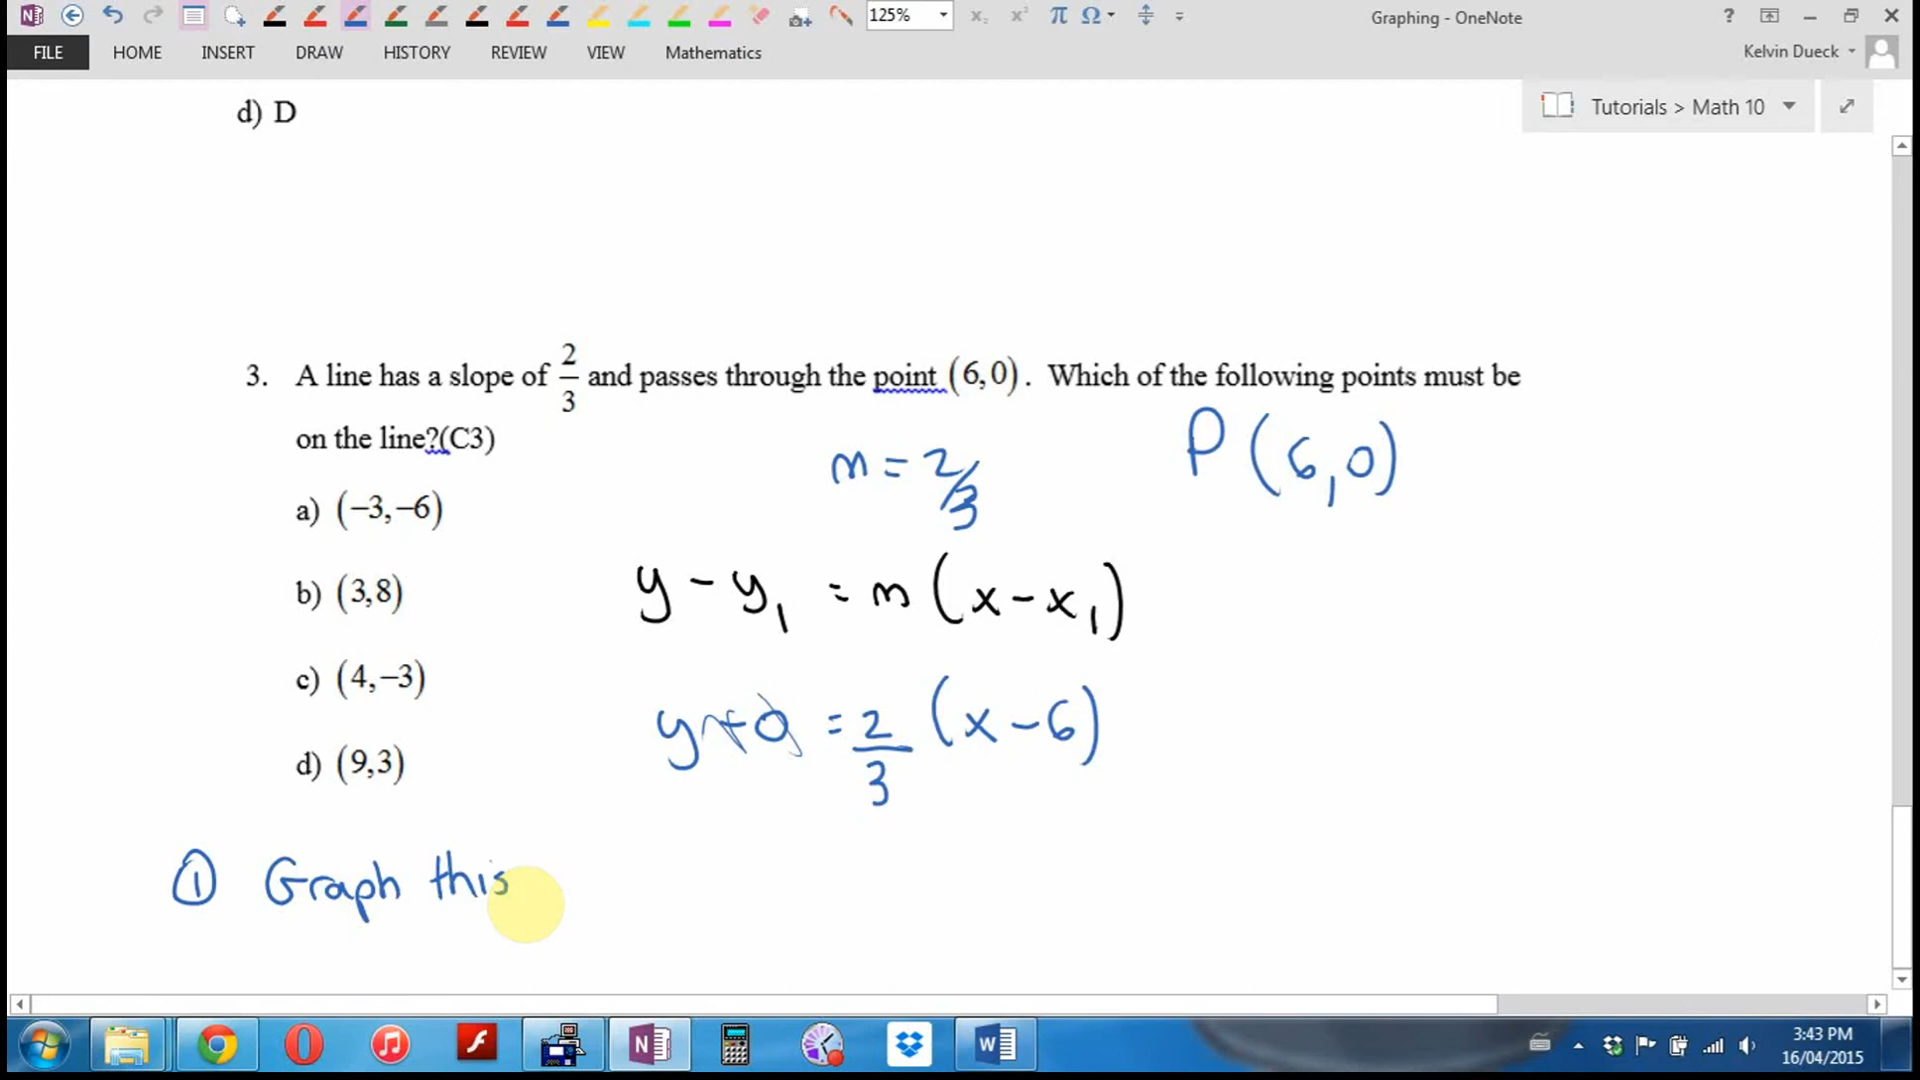 125%
x₂ x² π Ω
Graphing - OneNote
?
FILE HOME INSERT DRAW HISTORY REVIEW VIEW Mathematics
Kelvin Dueck
Tutorials > Math 10
d) D
3. A line has a slope of 2/3 and passes through the point (6,0). Which of the following points must be
on the line?(C3)
P (6,0)
m = 2/3
a) (−3,−6)
y − y₁ = m (x − x₁)
b) (3,8)
c) (4,−3)
y + 0 = 2/3 (x − 6)
d) (9,3)
① Graph this
3:43 PM
16/04/2015